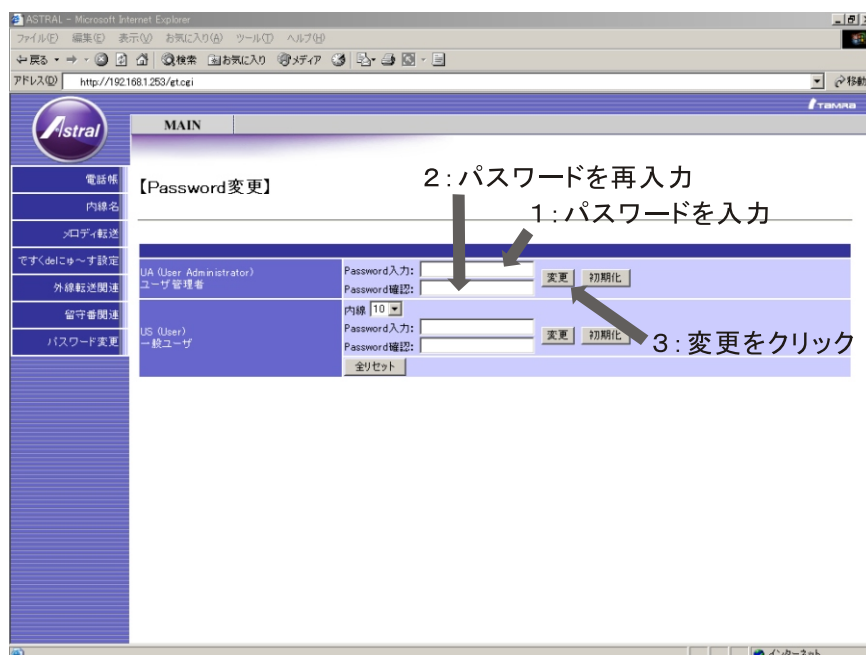 ASTRAL - Microsoft Internet Explorer
ファイル(F) 編集(E) 表示(V) お気に入り(A) ツール(T) ヘルプ(H)
戻る 検索 お気に入り メディア
アドレス(D) http://192.168.1.253/et.cgi 移動
TAMRA
Astral
MAIN
電話帳
内線名
メロディ転送
ですくdeにゅ～す設定
外線転送関連
留守番関連
パスワード変更
【Password変更】
2:パスワードを再入力
1:パスワードを入力
UA (User Administrator)
ユーザ管理者
Password入力:
Password確認:
変更 初期化
US (User)
一般ユーザ
内線 10
Password入力:
Password確認:
変更 初期化
全リセット
3:変更をクリック
インターネット